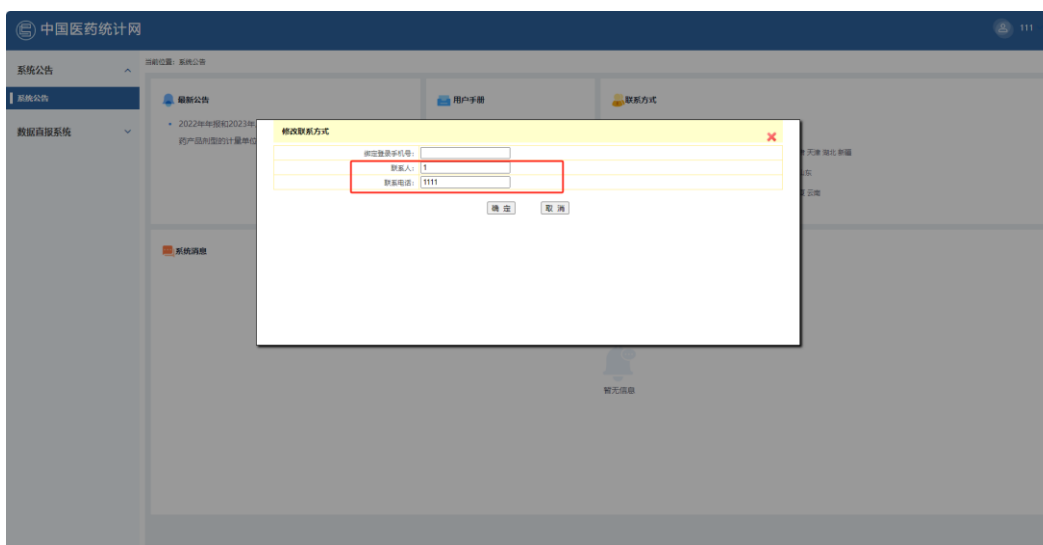 中国医药统计网
111
系统公告
当前位置：系统公告
系统公告
最新公告
用户手册
联系方式
数据直报系统
2022年年报和2023年
药产品剂型的计量单位
修改联系方式
绑定登录手机号：
联系人： 1
联系电话： 1111
确 定
取 消
天津 湖北 新疆
云南
系统消息
暂无信息